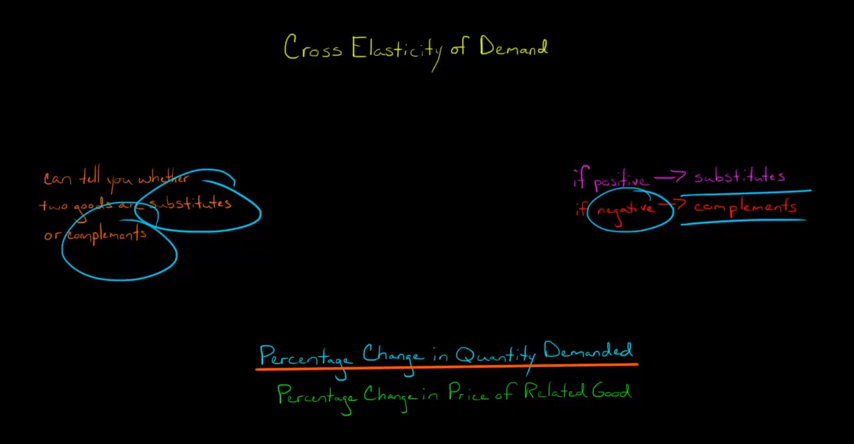 Cross Elasticity of Demand
can tell you whether
two goods are substitutes
or complements
if positive → substitutes
if negative → complements
Percentage Change in Quantity Demanded
Percentage Change in Price of Related Good